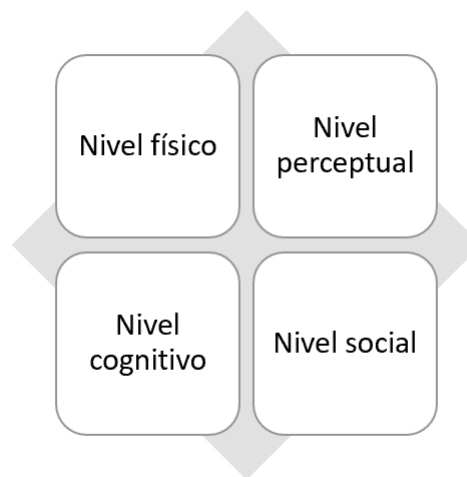 Nivel físico
Nivel
perceptual
Nivel
cognitivo
Nivel social